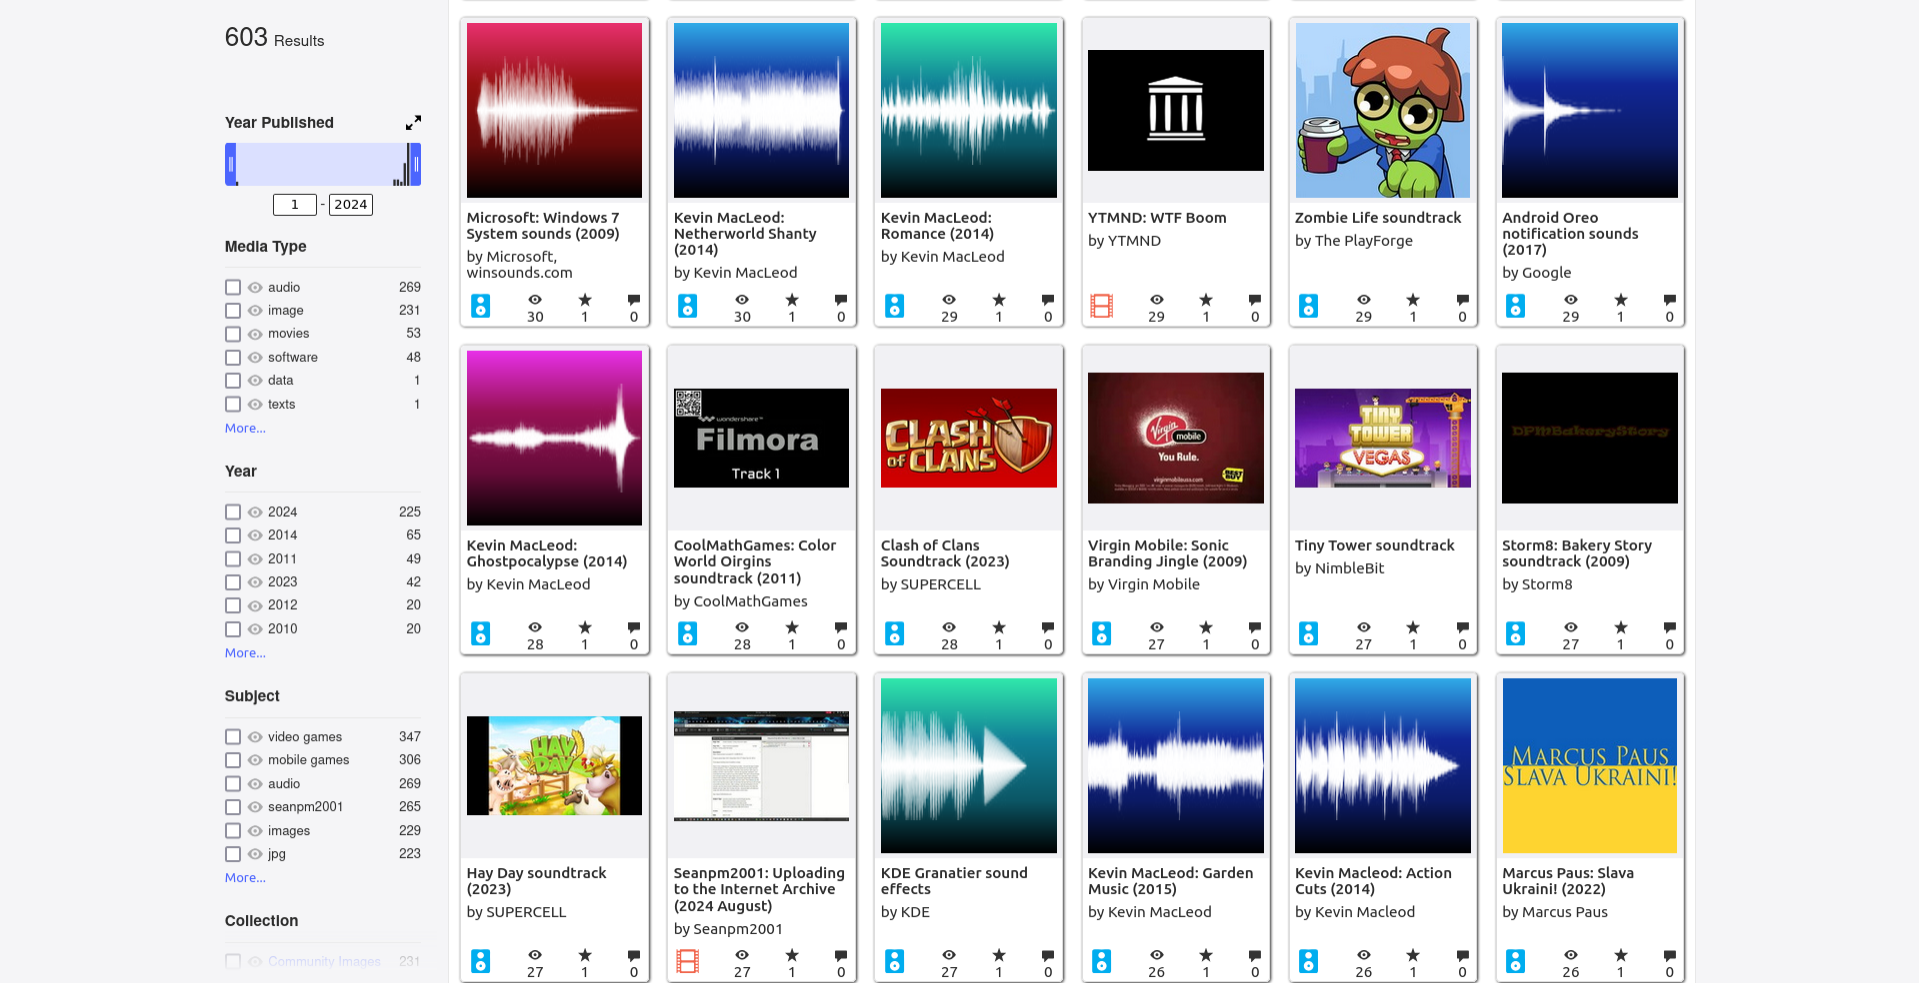 603 Results
Year Published
1 - 2024
Media Type
audio 269
image 231
movies 53
software 48
data 1
texts 1
More...
Year
2024 225
2014 65
2011 49
2023 42
2012 20
2010 20
More...
Subject
video games 347
mobile games 306
audio 269
seanpm2001 265
images 229
jpg 223
More...
Collection
Community Images 231
Microsoft: Windows 7
System sounds (2009)
by Microsoft,
winsounds.com
30 1 0
Kevin MacLeod:
Netherworld Shanty
(2014)
by Kevin MacLeod
30 1 0
Kevin MacLeod:
Romance (2014)
by Kevin MacLeod
29 1 0
YTMND: WTF Boom
by YTMND
29 1 0
Zombie Life soundtrack
by The PlayForge
29 1 0
Android Oreo
notification sounds
(2017)
by Google
29 1 0
Kevin MacLeod:
Ghostpocalypse (2014)
by Kevin MacLeod
28 1 0
wondershare™
Filmora
Track 1
CoolMathGames: Color
World Oirgins
soundtrack (2011)
by CoolMathGames
28 1 0
CLASH
OF CLANS
Clash of Clans
Soundtrack (2023)
by SUPERCELL
28 1 0
Virgin mobile
You Rule.
virginmobileusa.com
BEST BUY
Virgin Mobile: Sonic
Branding Jingle (2009)
by Virgin Mobile
27 1 0
TINY
TOWER
VEGAS
Tiny Tower soundtrack
by NimbleBit
27 1 0
DPMBakeryStory
Storm8: Bakery Story
soundtrack (2009)
by Storm8
27 1 0
HAY
DAY
Hay Day soundtrack
(2023)
by SUPERCELL
27 1 0
Seanpm2001: Uploading
to the Internet Archive
(2024 August)
by Seanpm2001
27 1 0
KDE Granatier sound
effects
by KDE
27 1 0
Kevin MacLeod: Garden
Music (2015)
by Kevin MacLeod
26 1 0
Kevin Macleod: Action
Cuts (2014)
by Kevin Macleod
26 1 0
MARCUS PAUS
SLAVA UKRAINI!
Marcus Paus: Slava
Ukraini! (2022)
by Marcus Paus
26 1 0